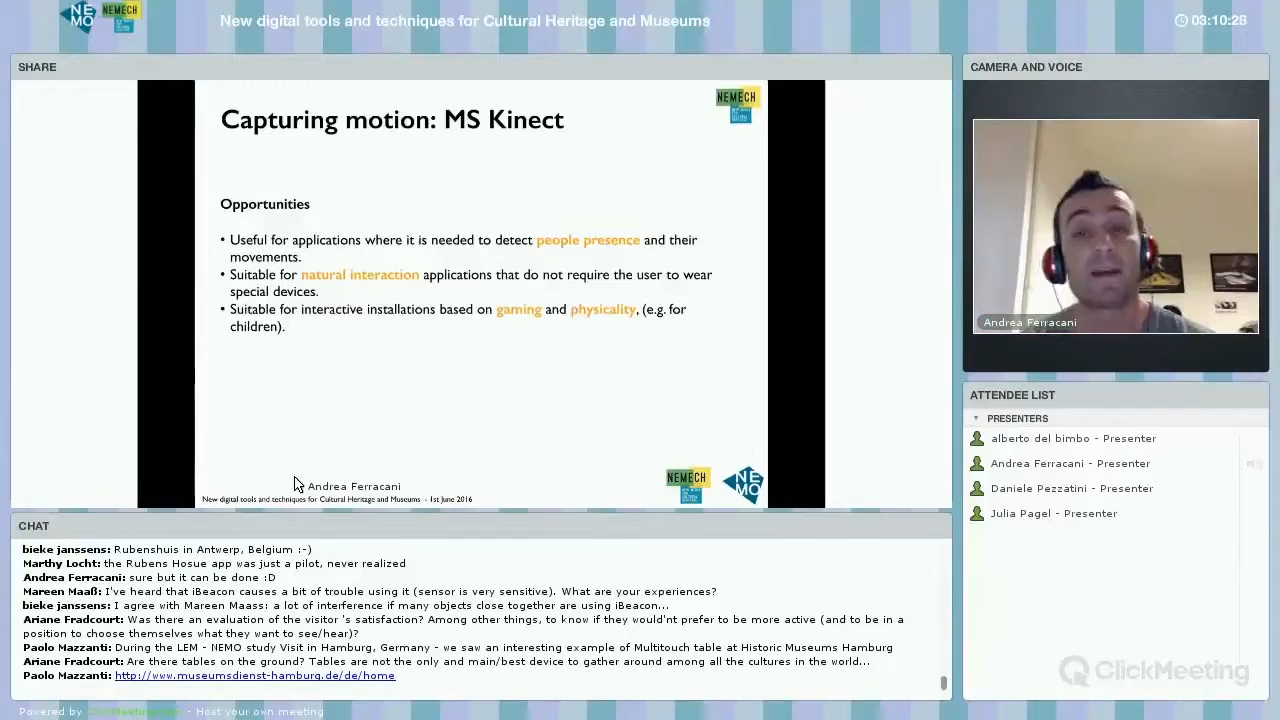 NE
MO
NEMECH
New digital tools and techniques for Cultural Heritage and Museums
03:10:28
SHARE
Capturing motion: MS Kinect
NEMECH
Opportunities
• Useful for applications where it is needed to detect people presence and their
movements.
• Suitable for natural interaction applications that do not require the user to wear
special devices.
• Suitable for interactive installations based on gaming and physicality, (e.g. for
children).
Andrea Ferracani
New digital tools and techniques for Cultural Heritage and Museums - 1st June 2016
NEMECH
NE
MO
CAMERA AND VOICE
Andrea Ferracani
ATTENDEE LIST
PRESENTERS
alberto del bimbo - Presenter
Andrea Ferracani - Presenter
Daniele Pezzatini - Presenter
Julia Pagel - Presenter
CHAT
bieke janssens: Rubenshuis in Antwerp, Belgium :-)
Marthy Locht: the Rubens Hosue app was just a pilot, never realized
Andrea Ferracani: sure but it can be done :D
Mareen Maaß: I've heard that iBeacon causes a bit of trouble using it (sensor is very sensitive). What are your experiences?
bieke janssens: I agree with Mareen Maass: a lot of interference if many objects close together are using iBeacon...
Ariane Fradcourt: Was there an evaluation of the visitor 's satisfaction? Among other things, to know if they would'nt prefer to be more active (and to be in a
position to choose themselves what they want to see/hear)?
Paolo Mazzanti: During the LEM - NEMO study Visit in Hamburg, Germany - we saw an interesting example of Multitouch table at Historic Museums Hamburg
Ariane Fradcourt: Are there tables on the ground? Tables are not the only and main/best device to gather around among all the cultures in the world...
Paolo Mazzanti: http://www.museumsdienst-hamburg.de/de/home
ClickMeeting
Powered by - Host your own meeting